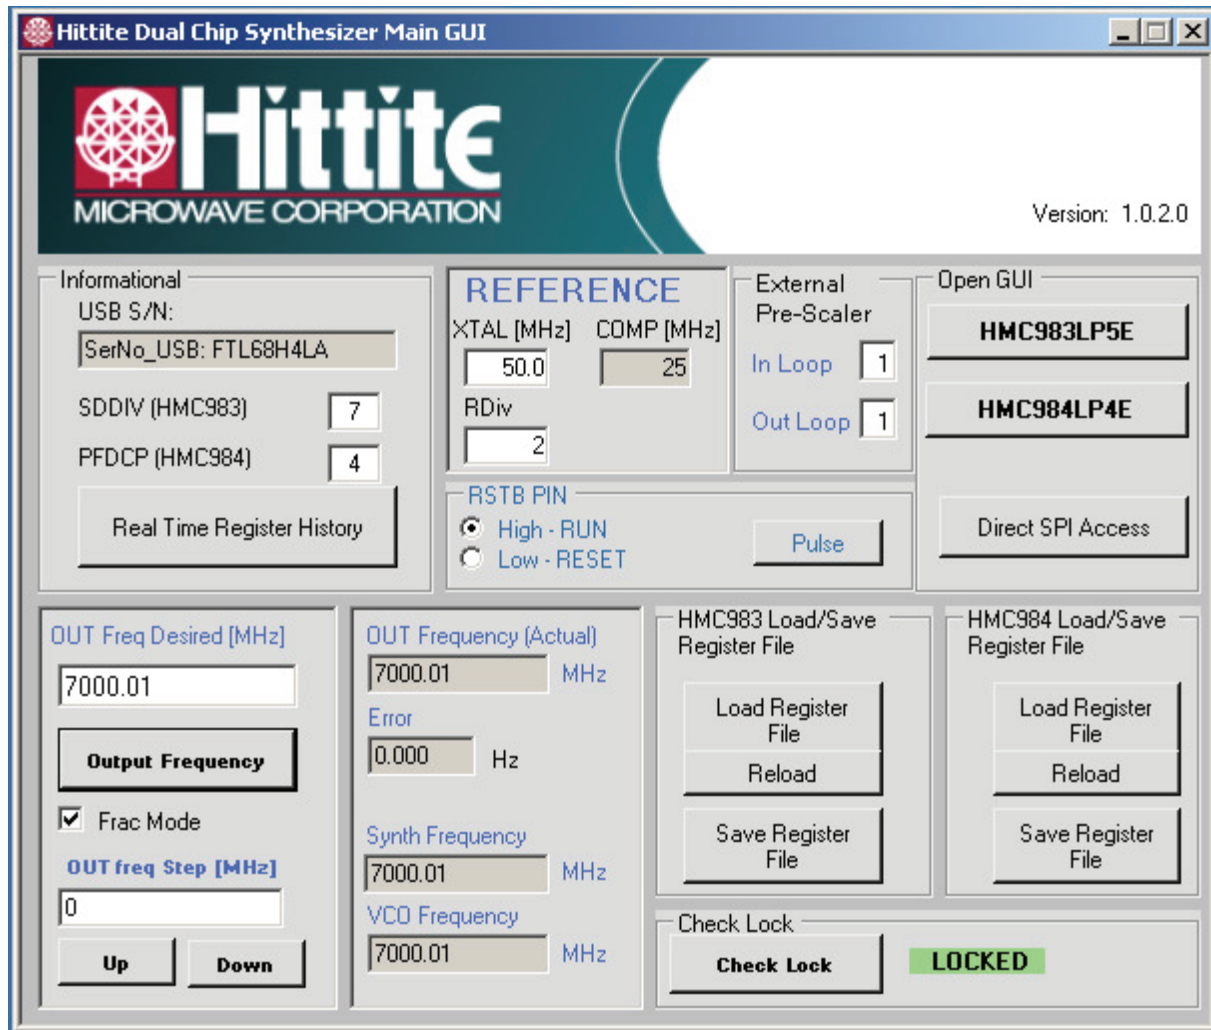 Hittite Dual Chip Synthesizer Main GUI
Hittite
MICROWAVE CORPORATION
Version: 1.0.2.0
Informational
USB S/N:
SerNo_USB: FTL68H4LA
SDDIV (HMC983)
7
PFDCP (HMC984)
4
Real Time Register History
REFERENCE
XTAL [MHz] COMP [MHz]
50.0 25
RDiv
2
External
Pre-Scaler
In Loop 1
Out Loop 1
Open GUI
HMC983LP5E
HMC984LP4E
Direct SPI Access
RSTB PIN
High - RUN
Low - RESET
Pulse
OUT Freq Desired [MHz]
7000.01
Output Frequency
Frac Mode
OUT freq Step [MHz]
0
Up Down
OUT Frequency (Actual)
7000.01 MHz
Error
0.000 Hz
Synth Frequency
7000.01 MHz
VCO Frequency
7000.01 MHz
HMC983 Load/Save
Register File
Load Register
File
Reload
Save Register
File
HMC984 Load/Save
Register File
Load Register
File
Reload
Save Register
File
Check Lock
Check Lock LOCKED